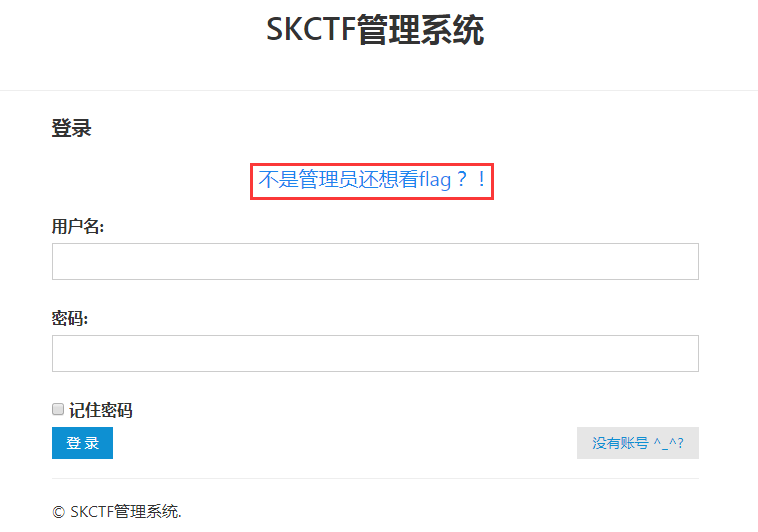 SKCTF管理系统
登录
不是管理员还想看flag？！
用户名:
密码:
记住密码
登 录 没有账号 ^_^?
© SKCTF管理系统.